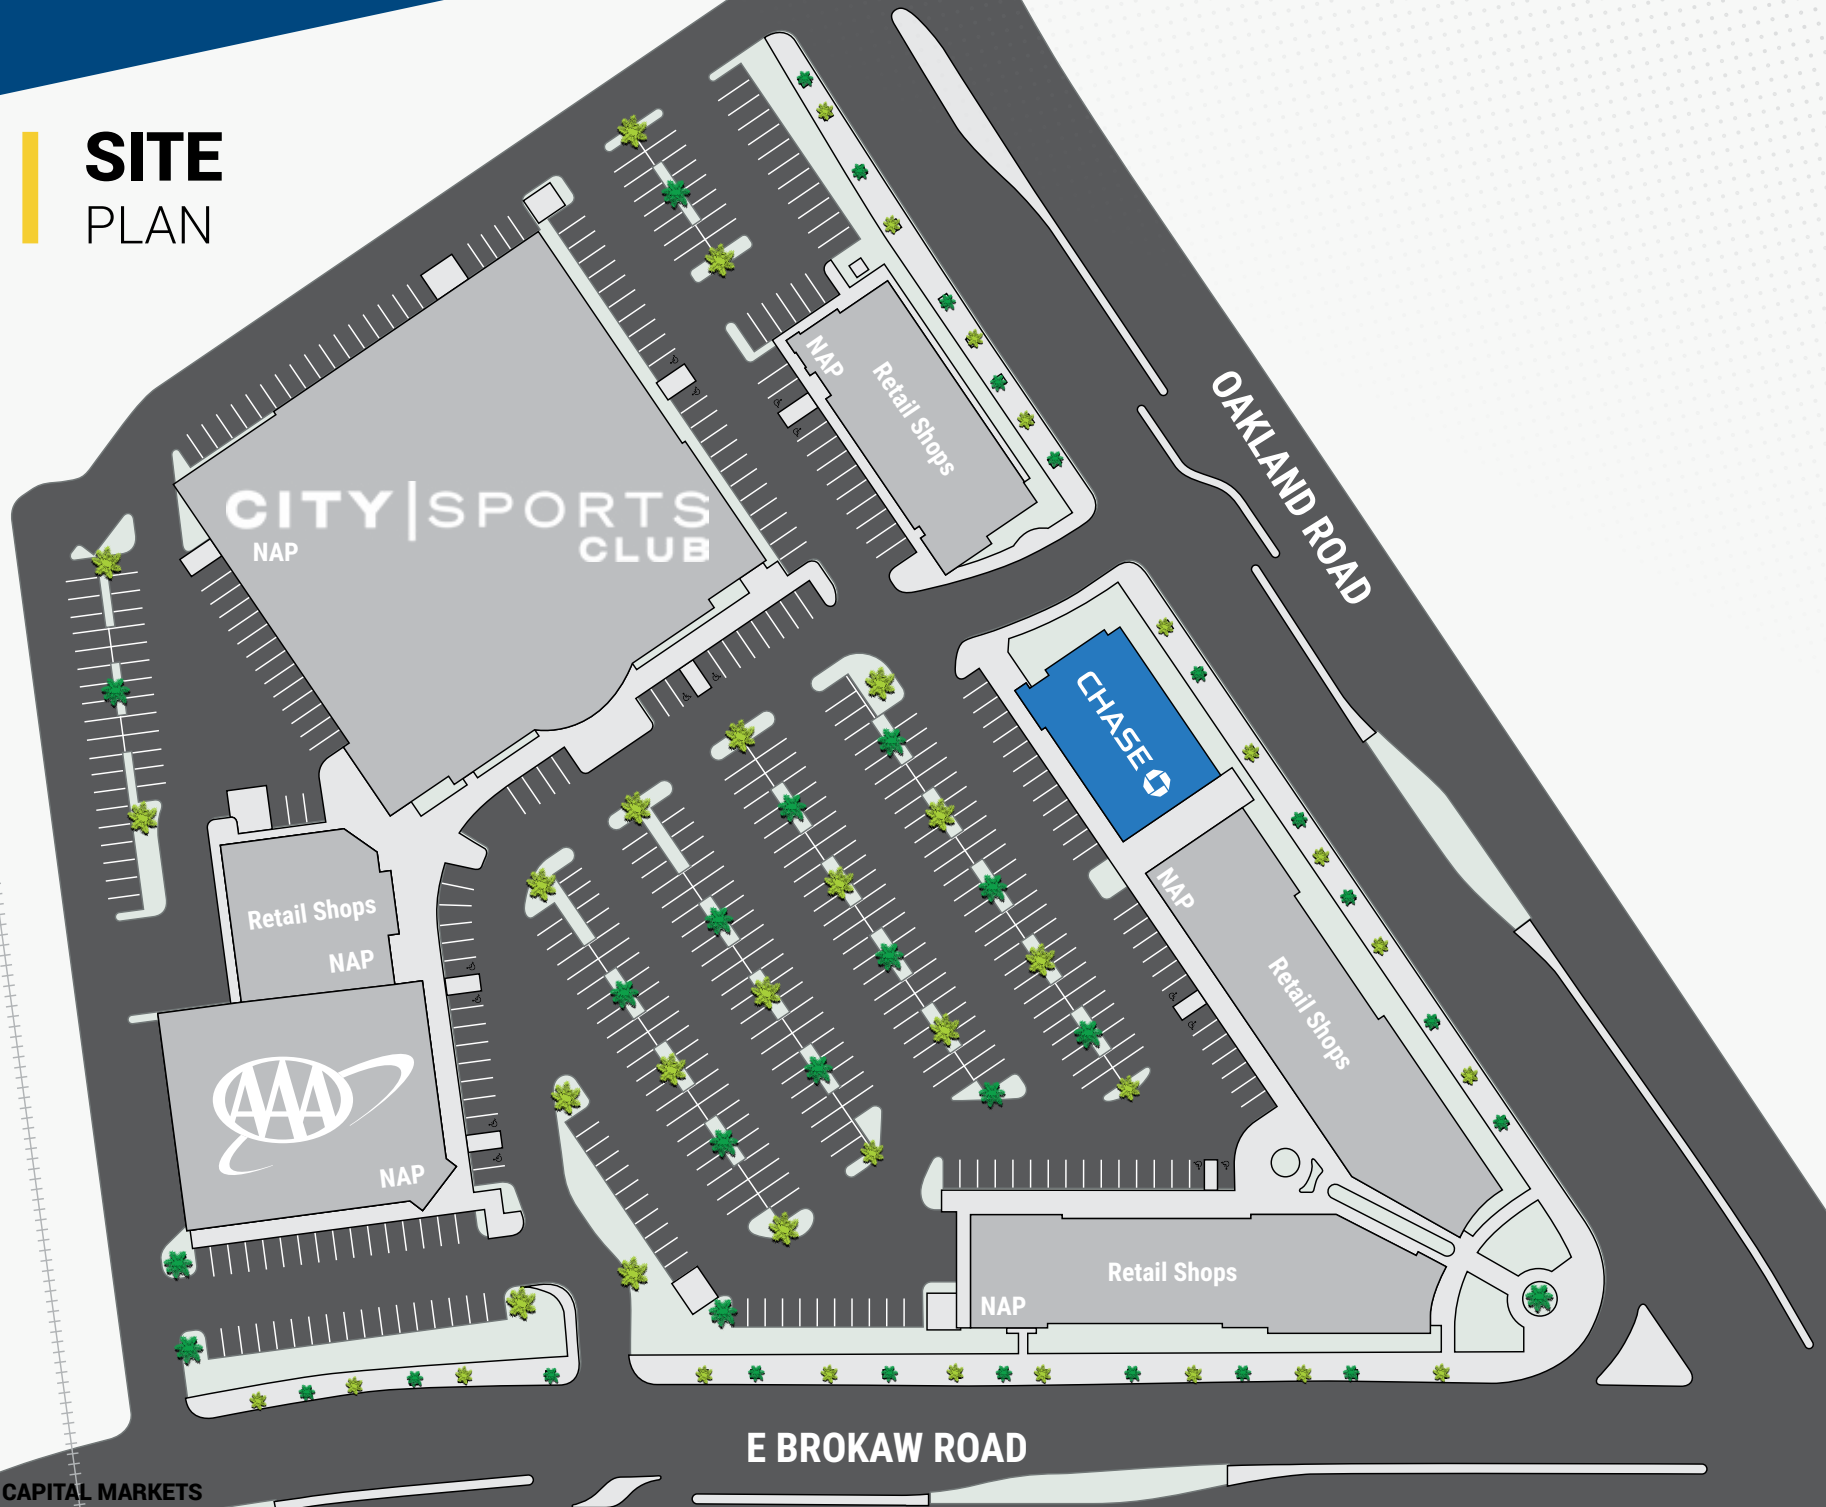 SITE
PLAN
NAP
Retail Shops
OAKLAND ROAD
CITY|SPORTS
CLUB
NAP
CHASE
NAP
Retail Shops
Retail Shops
NAP
AAA
NAP
Retail Shops
NAP
E BROKAW ROAD
CAPITAL MARKETS